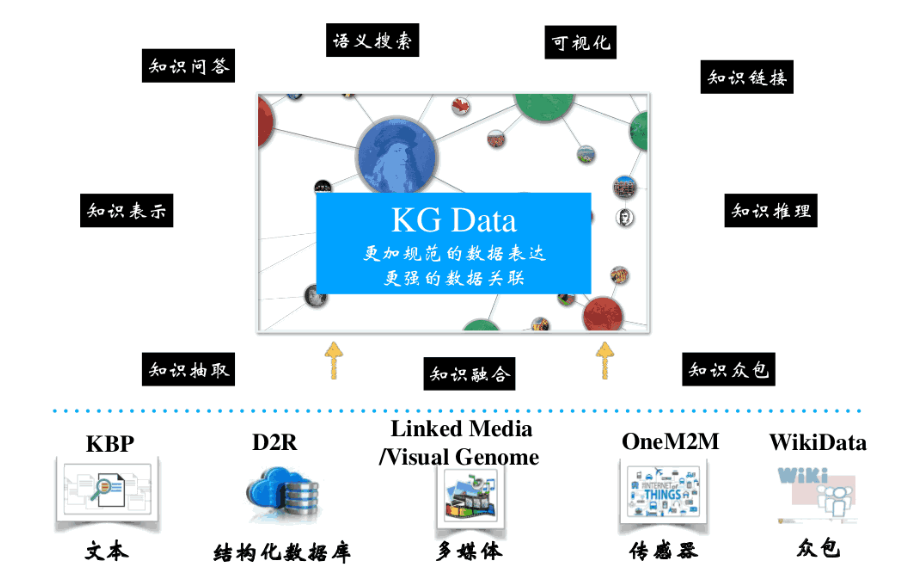 语义搜索
可视化
知识问答
知识链接
KG Data
更加规范的数据表达
更强的数据关联
知识表示
知识推理
知识抽取
知识融合
知识众包
KBP
D2R
Linked Media
/Visual Genome
OneM2M
WikiData
INTERNET of
THINGS
Wiki
文本
结构化数据库
多媒体
传感器
众包